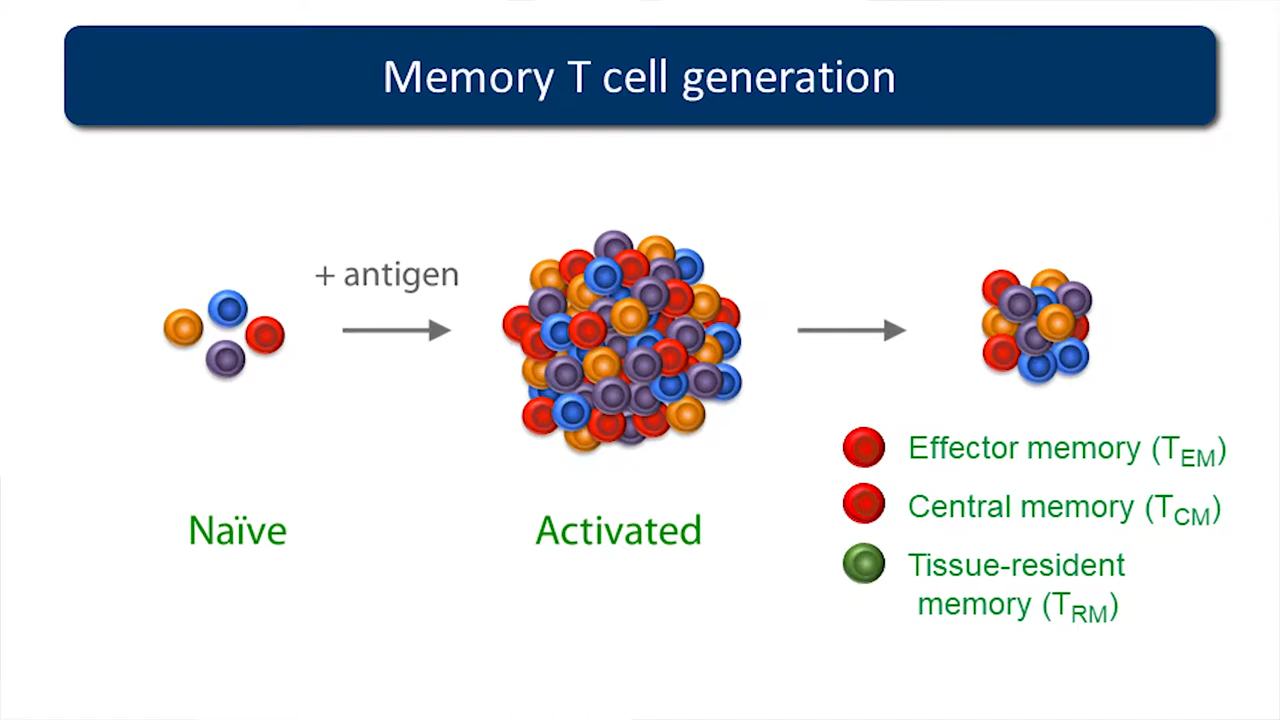 Memory T cell generation
+ antigen
Naïve
Activated
Effector memory (TEM)
Central memory (TCM)
Tissue-resident
memory (TRM)